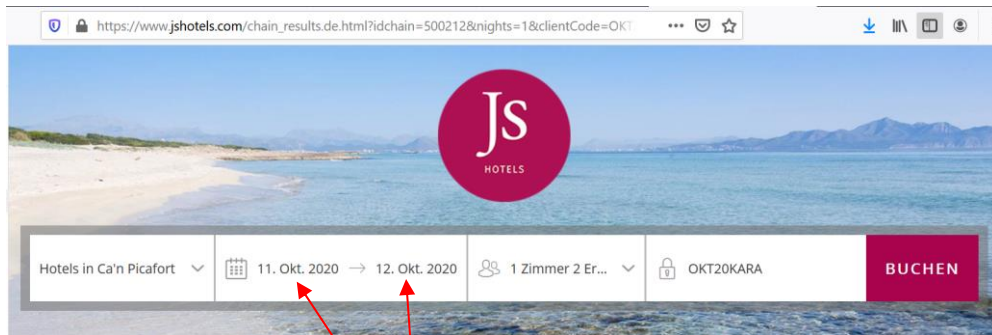 https://www.jshotels.com/chain_results.de.html?idchain=500212&nights=1&clientCode=OKT
JS
HOTELS
Hotels in Ca'n Picafort
11. Okt. 2020 → 12. Okt. 2020
1 Zimmer 2 Er...
OKT20KARA
BUCHEN